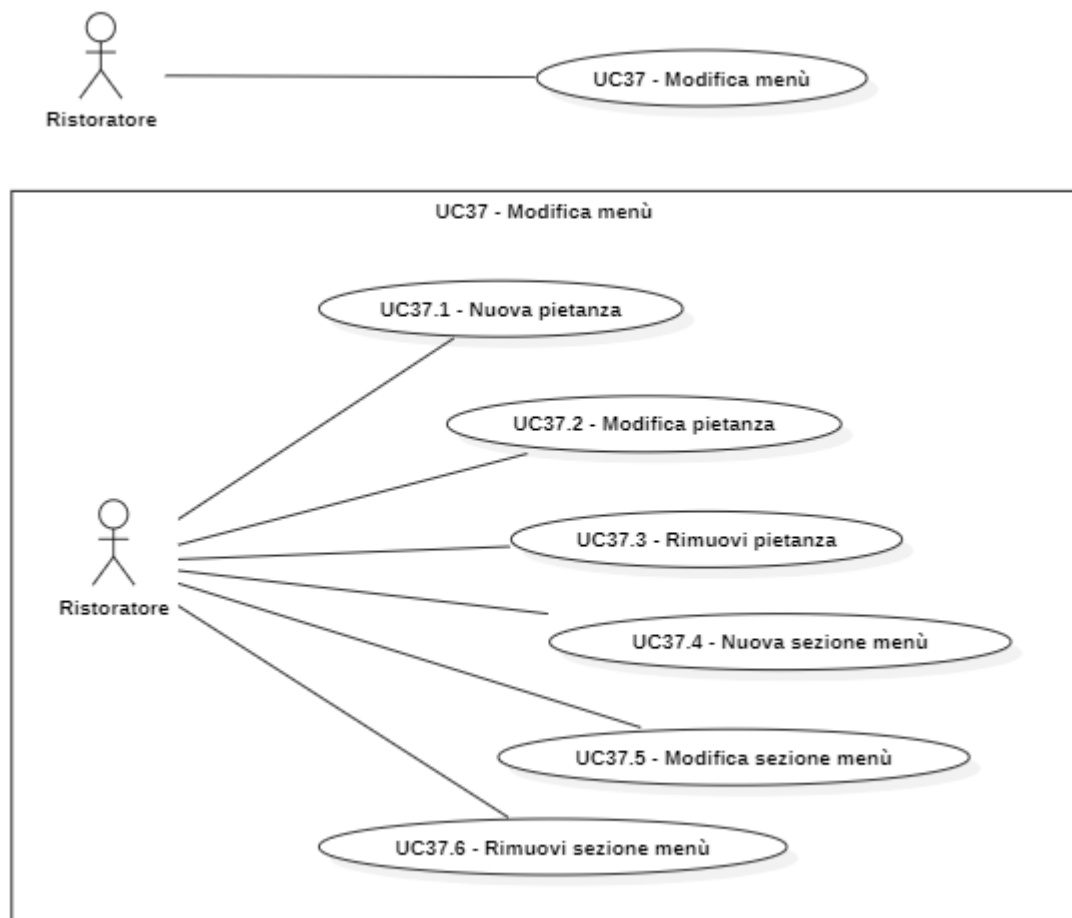 Ristoratore
UC37 - Modifica menù
UC37 - Modifica menù
UC37.1 - Nuova pietanza
UC37.2 - Modifica pietanza
UC37.3 - Rimuovi pietanza
Ristoratore
UC37.4 - Nuova sezione menù
UC37.5 - Modifica sezione menù
UC37.6 - Rimuovi sezione menù